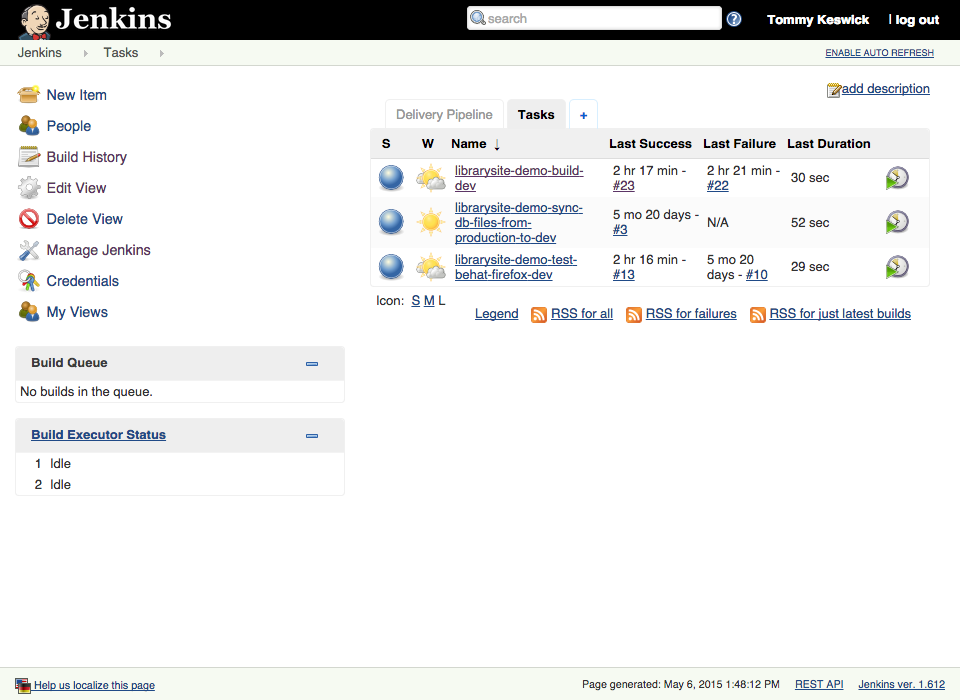 Jenkins
search
Tommy Keswick | log out
Jenkins Tasks
ENABLE AUTO REFRESH
New Item
People
Build History
Edit View
Delete View
Manage Jenkins
Credentials
My Views
Build Queue
No builds in the queue.
Build Executor Status
1 Idle
2 Idle
add description
Delivery Pipeline Tasks +
S W Name ↓ Last Success Last Failure Last Duration
librarysite-demo-build-
dev
2 hr 17 min -
#23
2 hr 21 min -
#22
30 sec
librarysite-demo-sync-
db-files-from-
production-to-dev
5 mo 20 days -
#3
N/A
52 sec
librarysite-demo-test-
behat-firefox-dev
2 hr 16 min -
#13
5 mo 20
days - #10
29 sec
Icon: S M L
Legend RSS for all RSS for failures RSS for just latest builds
Help us localize this page
Page generated: May 6, 2015 1:48:12 PM REST API Jenkins ver. 1.612